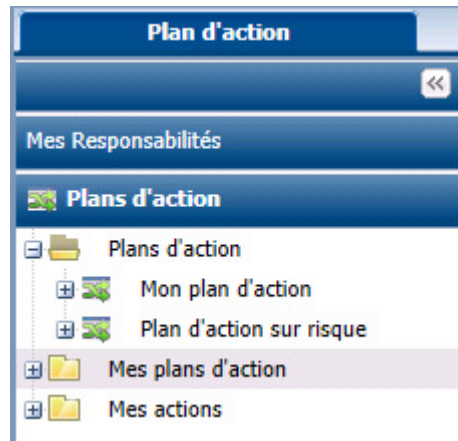 Plan d'action
Mes Responsabilités
Plans d'action
Plans d'action
Mon plan d'action
Plan d'action sur risque
Mes plans d'action
Mes actions